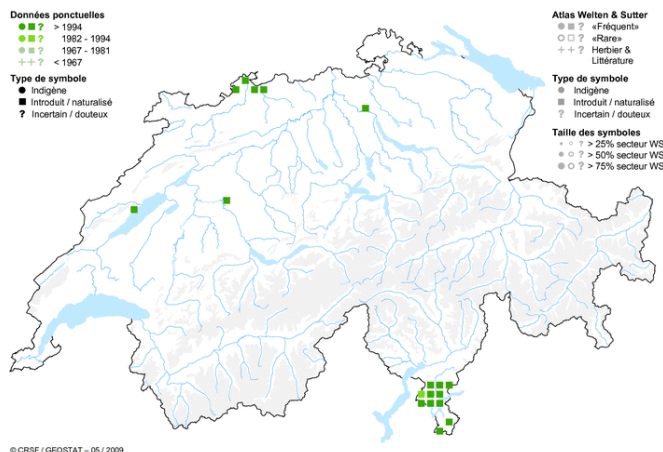 Données ponctuelles
> 1994
1982 - 1994
1967 - 1981
< 1967
Type de symbole
Indigène
Introduit / naturalisé
? Incertain / douteux
Atlas Welten & Sutter
? «Fréquent»
? «Rare»
? Herbier &
Littérature
Type de symbole
Indigène
Introduit / naturalisé
? Incertain / douteux
Taille des symboles
? > 25% secteur WS
? > 50% secteur WS
? > 75% secteur WS
© CRSF / GEOSTAT – 05 / 2009